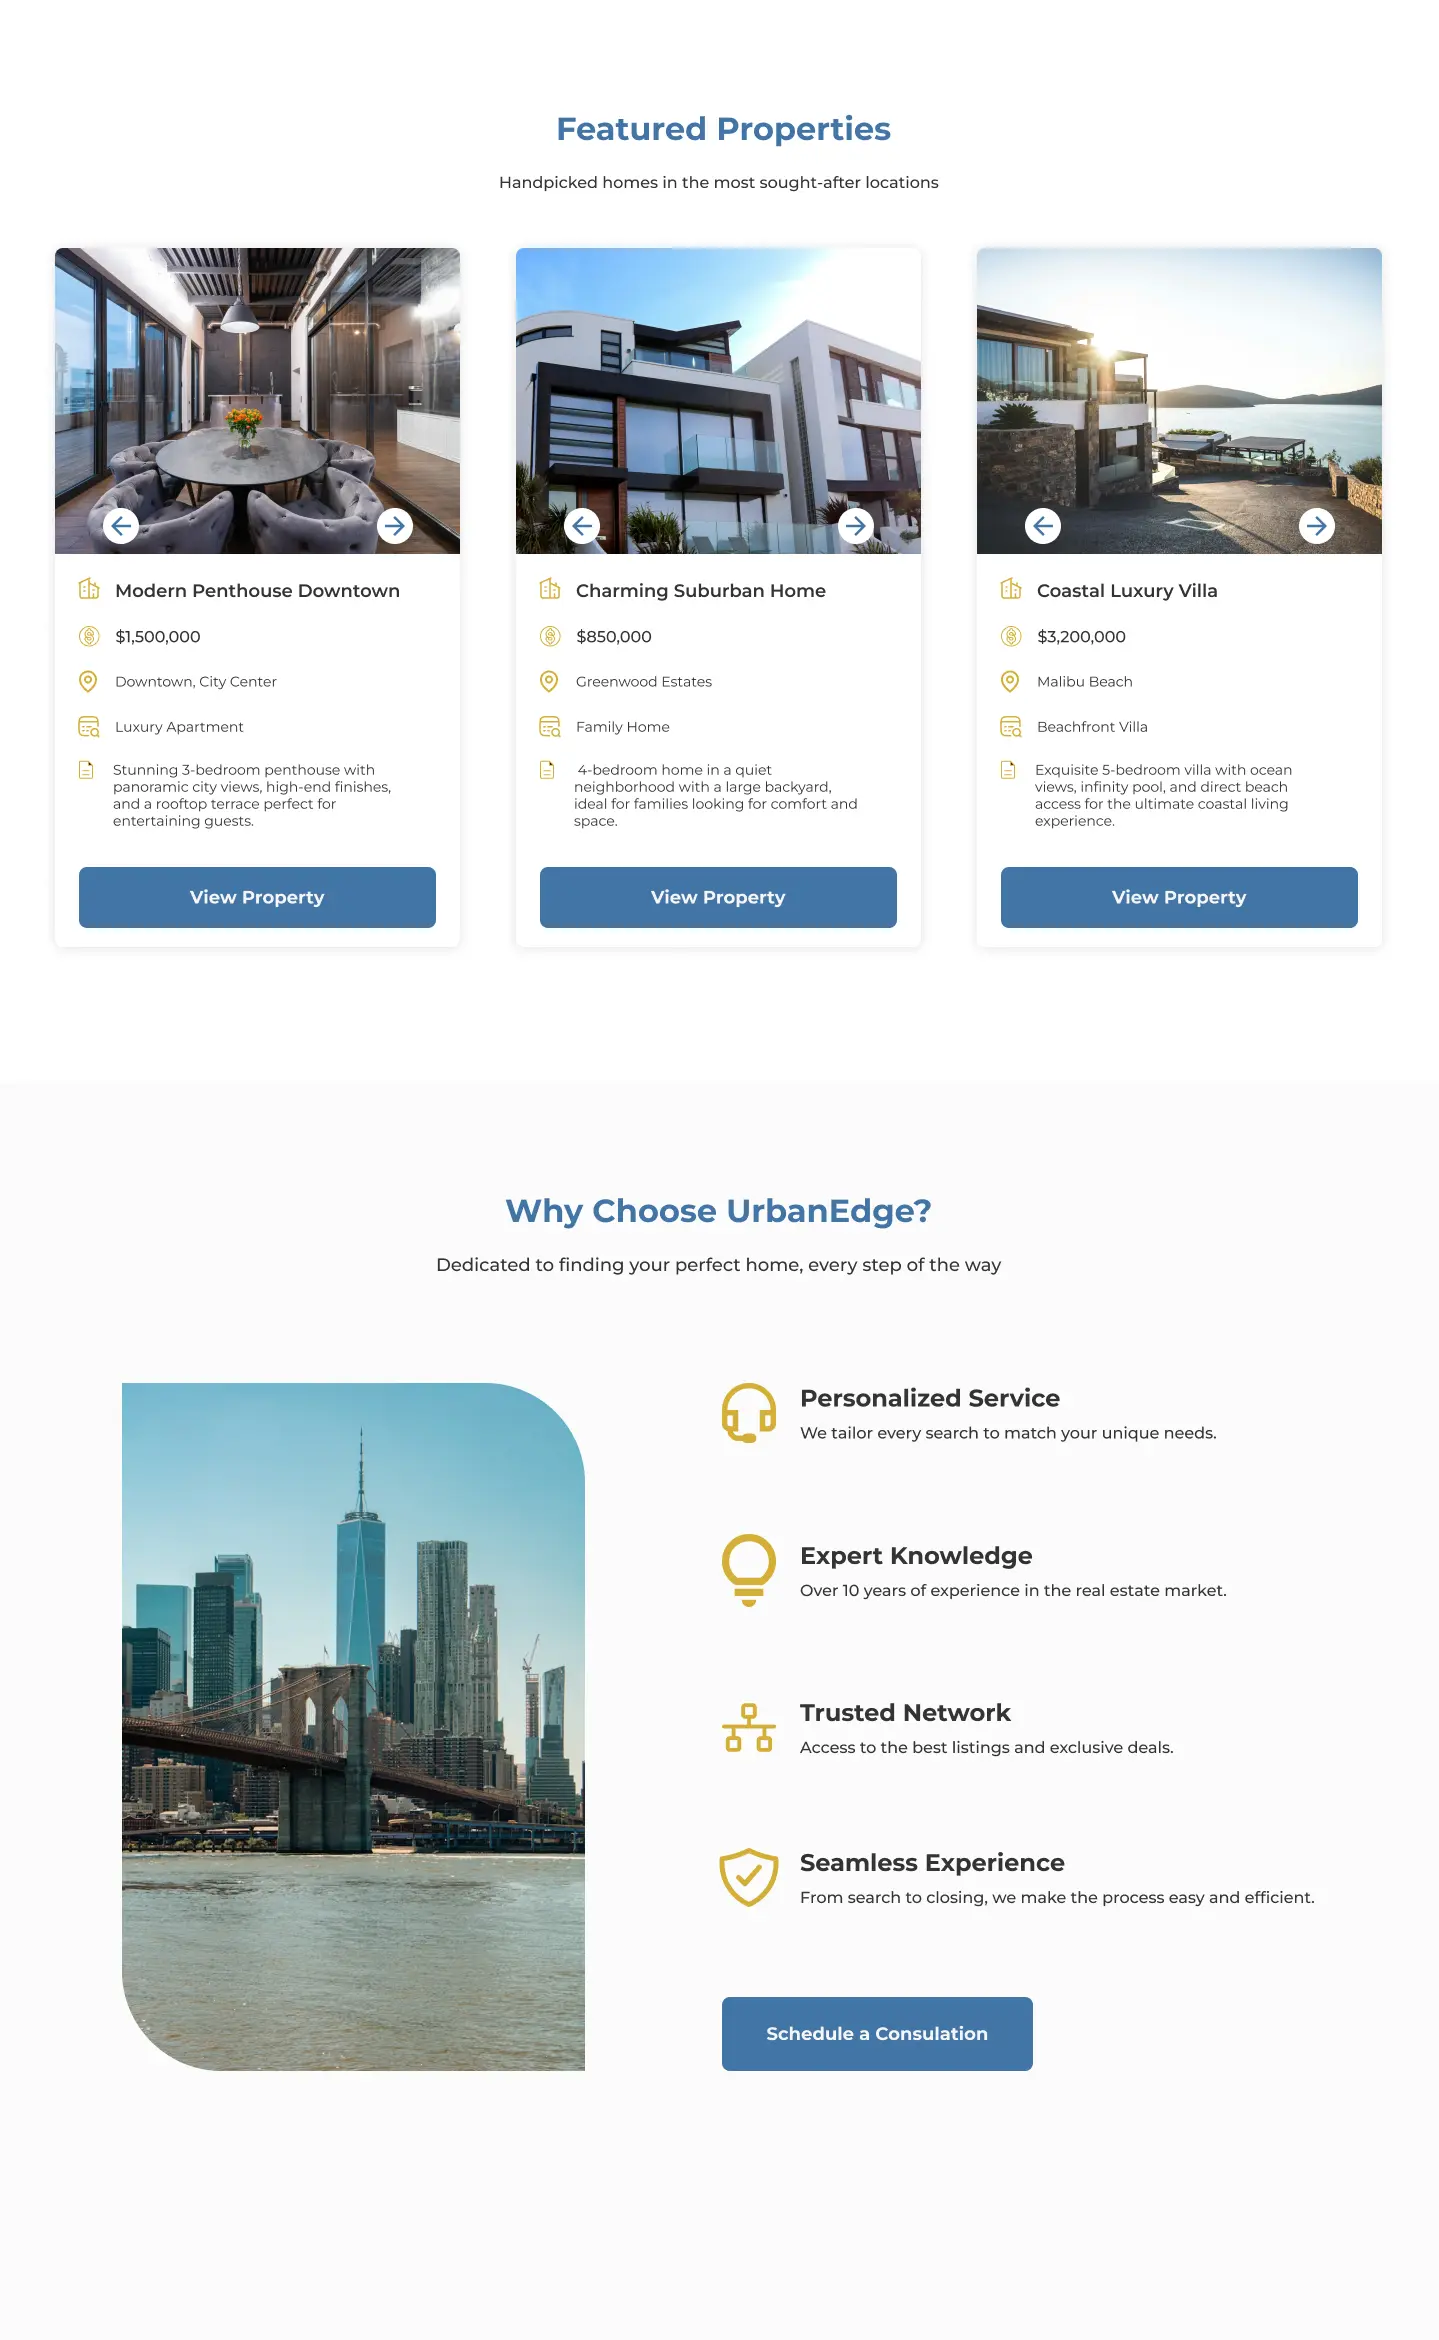 Featured Properties
Handpicked homes in the most sought-after locations
Modern Penthouse Downtown
$1,500,000
Downtown, City Center
Luxury Apartment
Stunning 3-bedroom penthouse with
panoramic city views, high-end finishes,
and a rooftop terrace perfect for
entertaining guests.
View Property
Charming Suburban Home
$850,000
Greenwood Estates
Family Home
4-bedroom home in a quiet
neighborhood with a large backyard,
ideal for families looking for comfort and
space.
View Property
Coastal Luxury Villa
$3,200,000
Malibu Beach
Beachfront Villa
Exquisite 5-bedroom villa with ocean
views, infinity pool, and direct beach
access for the ultimate coastal living
experience.
View Property
Why Choose UrbanEdge?
Dedicated to finding your perfect home, every step of the way
Personalized Service
We tailor every search to match your unique needs.
Expert Knowledge
Over 10 years of experience in the real estate market.
Trusted Network
Access to the best listings and exclusive deals.
Seamless Experience
From search to closing, we make the process easy and efficient.
Schedule a Consulation